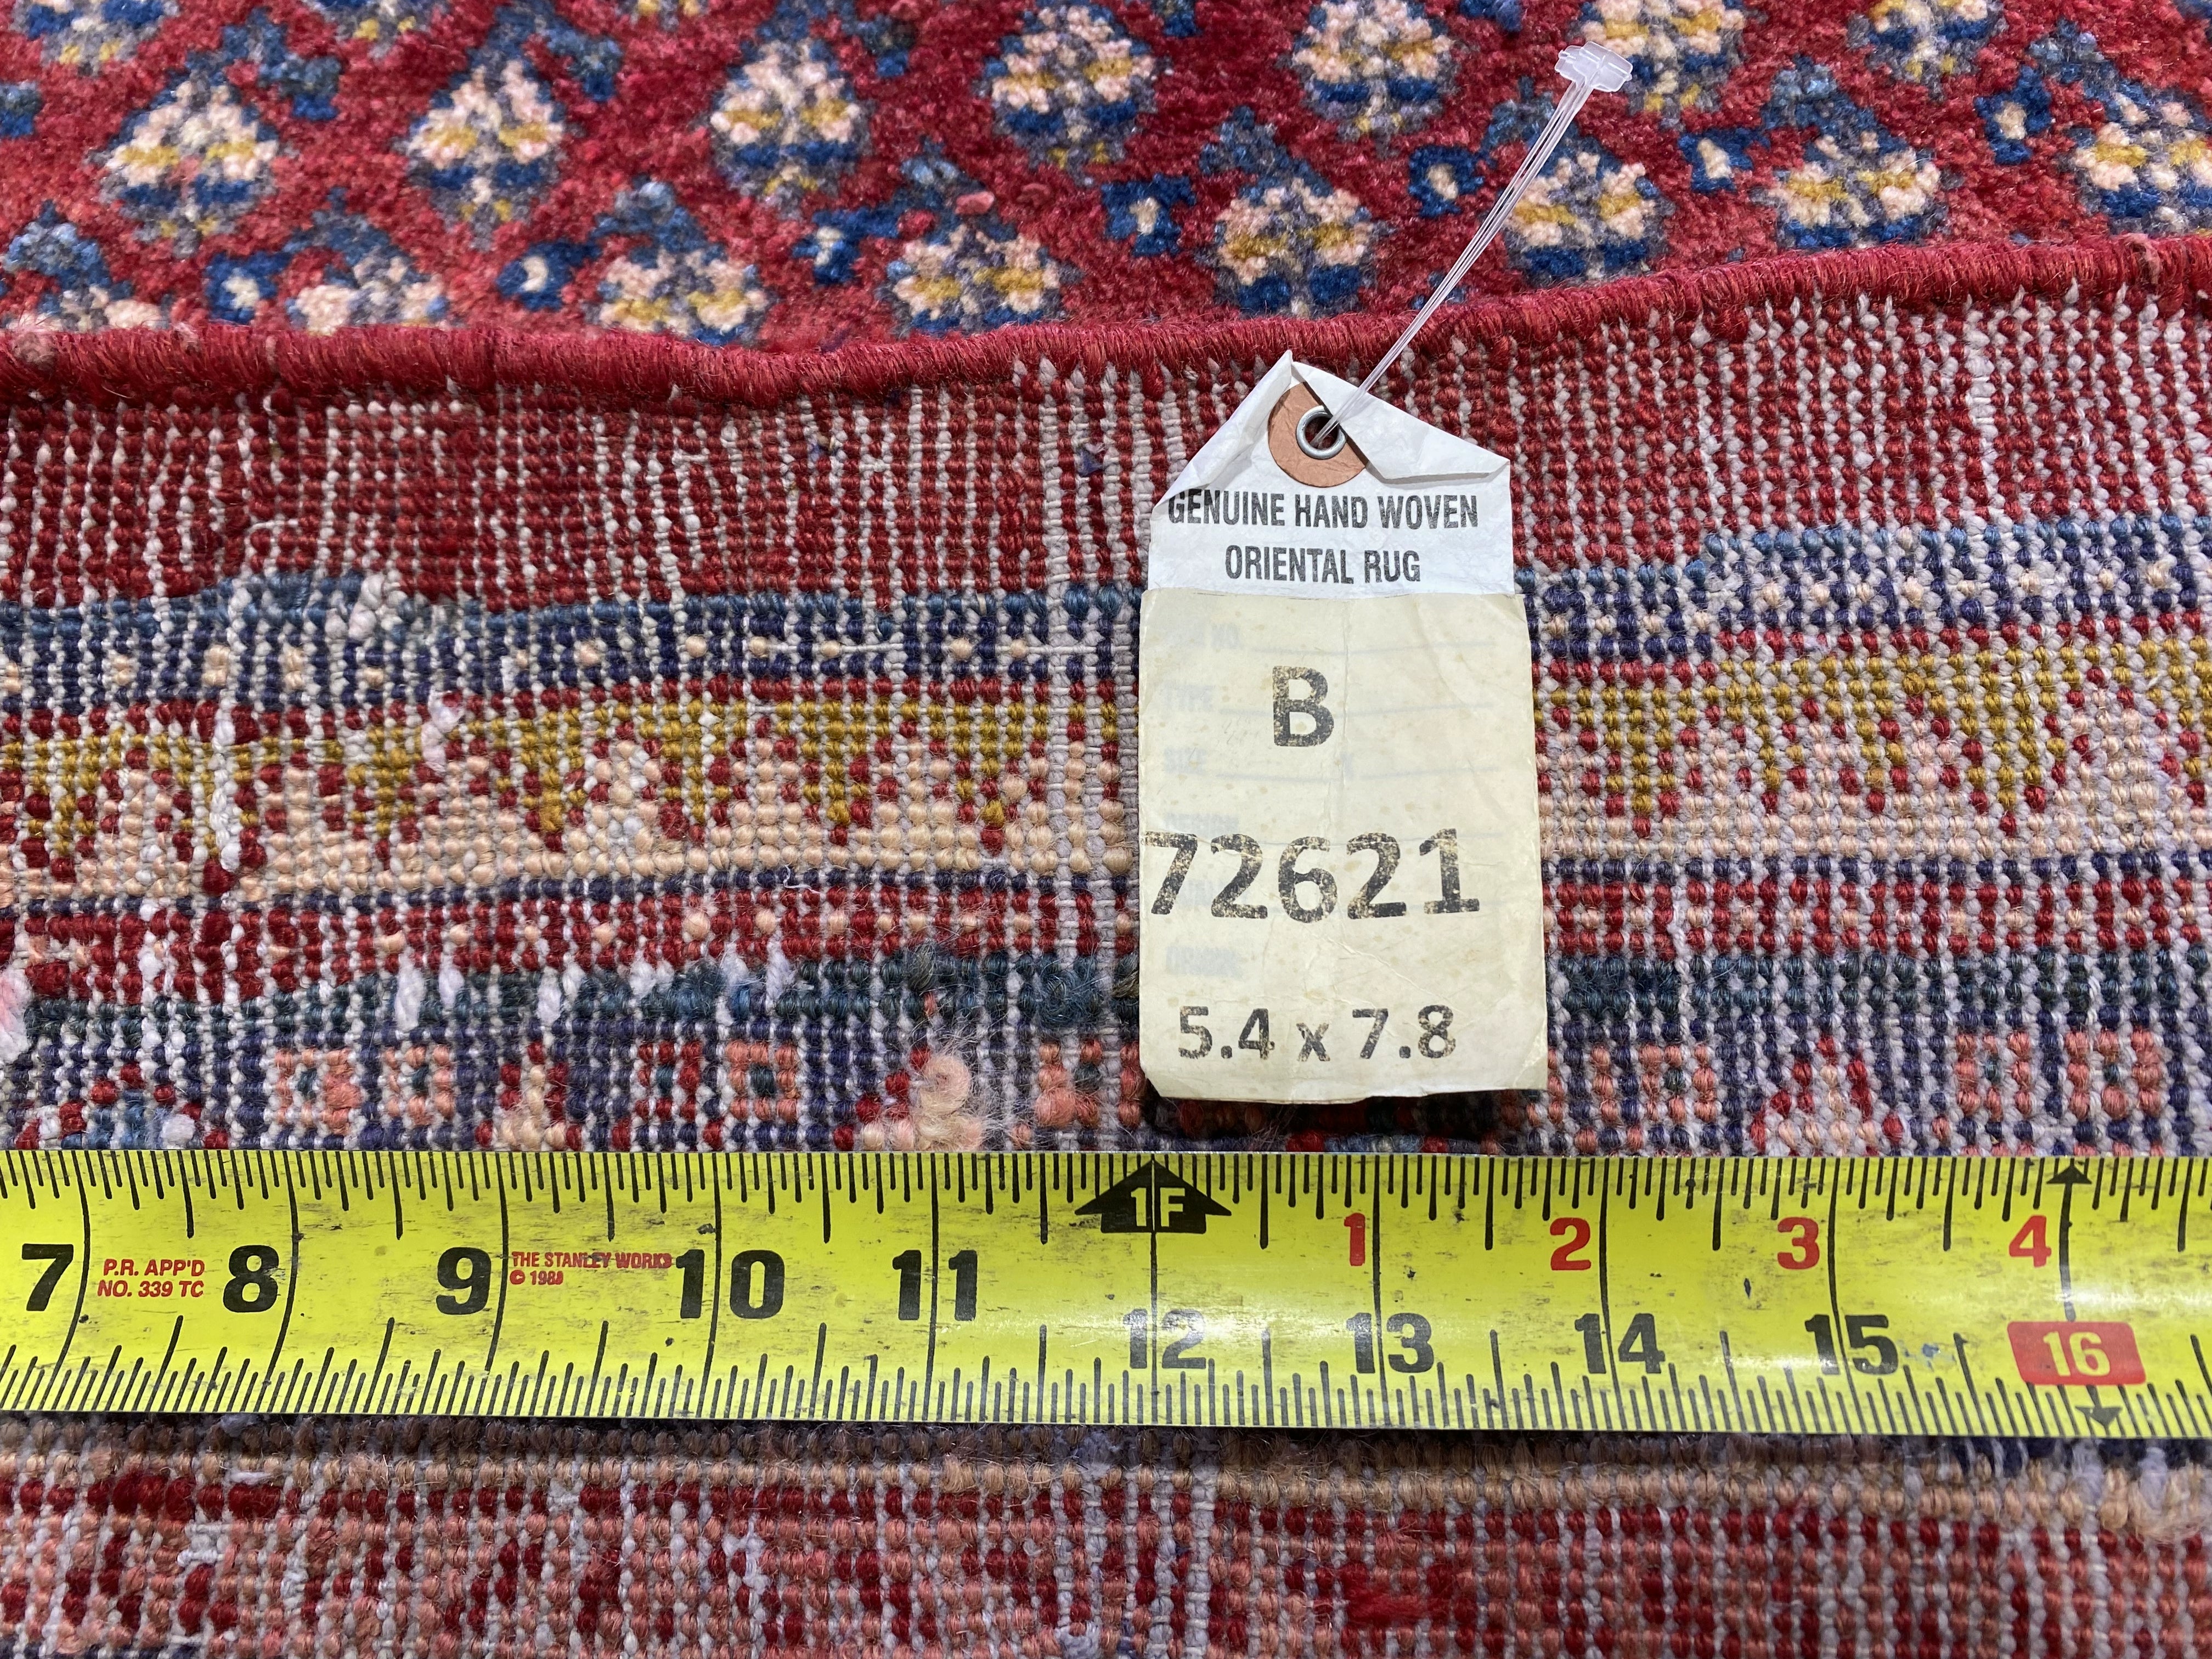 GENUINE HAND WOVEN
ORIENTAL RUG
B
72621
5.4 x 7.8
1F 1 2 3 4
7 P.R. APP'D
NO. 339 TC 8 9 THE STANLEY WORKS
© 1980 10 11 12 13 14 15 16